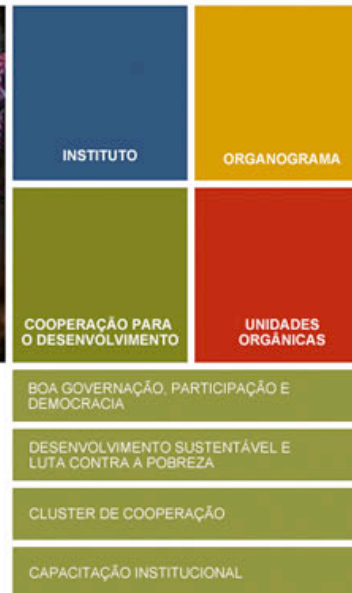 INSTITUTO
ORGANOGRAMA
COOPERAÇÃO PARA
O DESENVOLVIMENTO
UNIDADES
ORGÂNICAS
BOA GOVERNAÇÃO, PARTICIPAÇÃO E
DEMOCRACIA
DESENVOLVIMENTO SUSTENTÁVEL E
LUTA CONTRA A POBREZA
CLUSTER DE COOPERAÇÃO
CAPACITAÇÃO INSTITUCIONAL